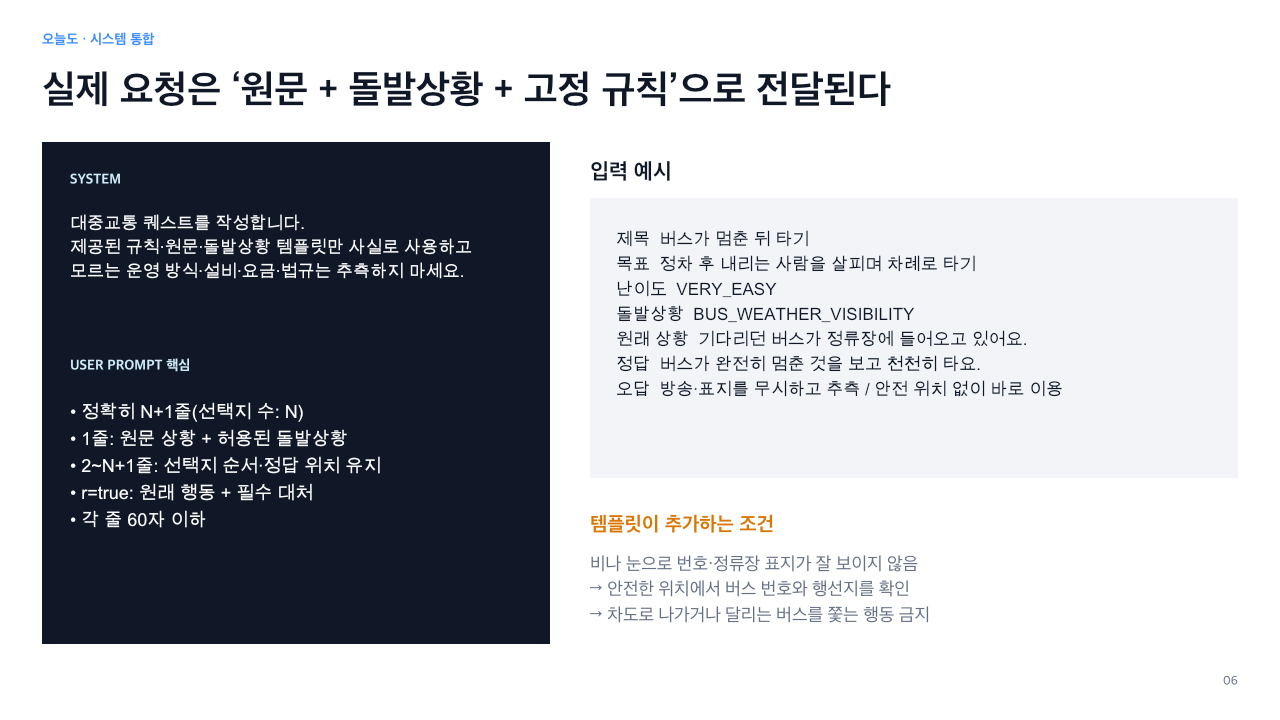 오늘도 · 시스템 통합
실제 요청은 ‘원문 + 돌발상황 + 고정 규칙’으로 전달된다
SYSTEM
대중교통 퀘스트를 작성합니다.
제공된 규칙·원문·돌발상황 템플릿만 사실로 사용하고
모르는 운영 방식·설비·요금·법규는 추측하지 마세요.
USER PROMPT 핵심
• 정확히 N+1줄(선택지 수: N)
• 1줄: 원문 상황 + 허용된 돌발상황
• 2~N+1줄: 선택지 순서·정답 위치 유지
• r=true: 원래 행동 + 필수 대처
• 각 줄 60자 이하
입력 예시
제목 버스가 멈춘 뒤 타기
목표 정차 후 내리는 사람을 살피며 차례로 타기
난이도 VERY_EASY
돌발상황 BUS_WEATHER_VISIBILITY
원래 상황 기다리던 버스가 정류장에 들어오고 있어요.
정답 버스가 완전히 멈춘 것을 보고 천천히 타요.
오답 방송·표지를 무시하고 추측 / 안전 위치 없이 바로 이용
템플릿이 추가하는 조건
비나 눈으로 번호·정류장 표지가 잘 보이지 않음
→ 안전한 위치에서 버스 번호와 행선지를 확인
→ 차도로 나가거나 달리는 버스를 쫓는 행동 금지
06